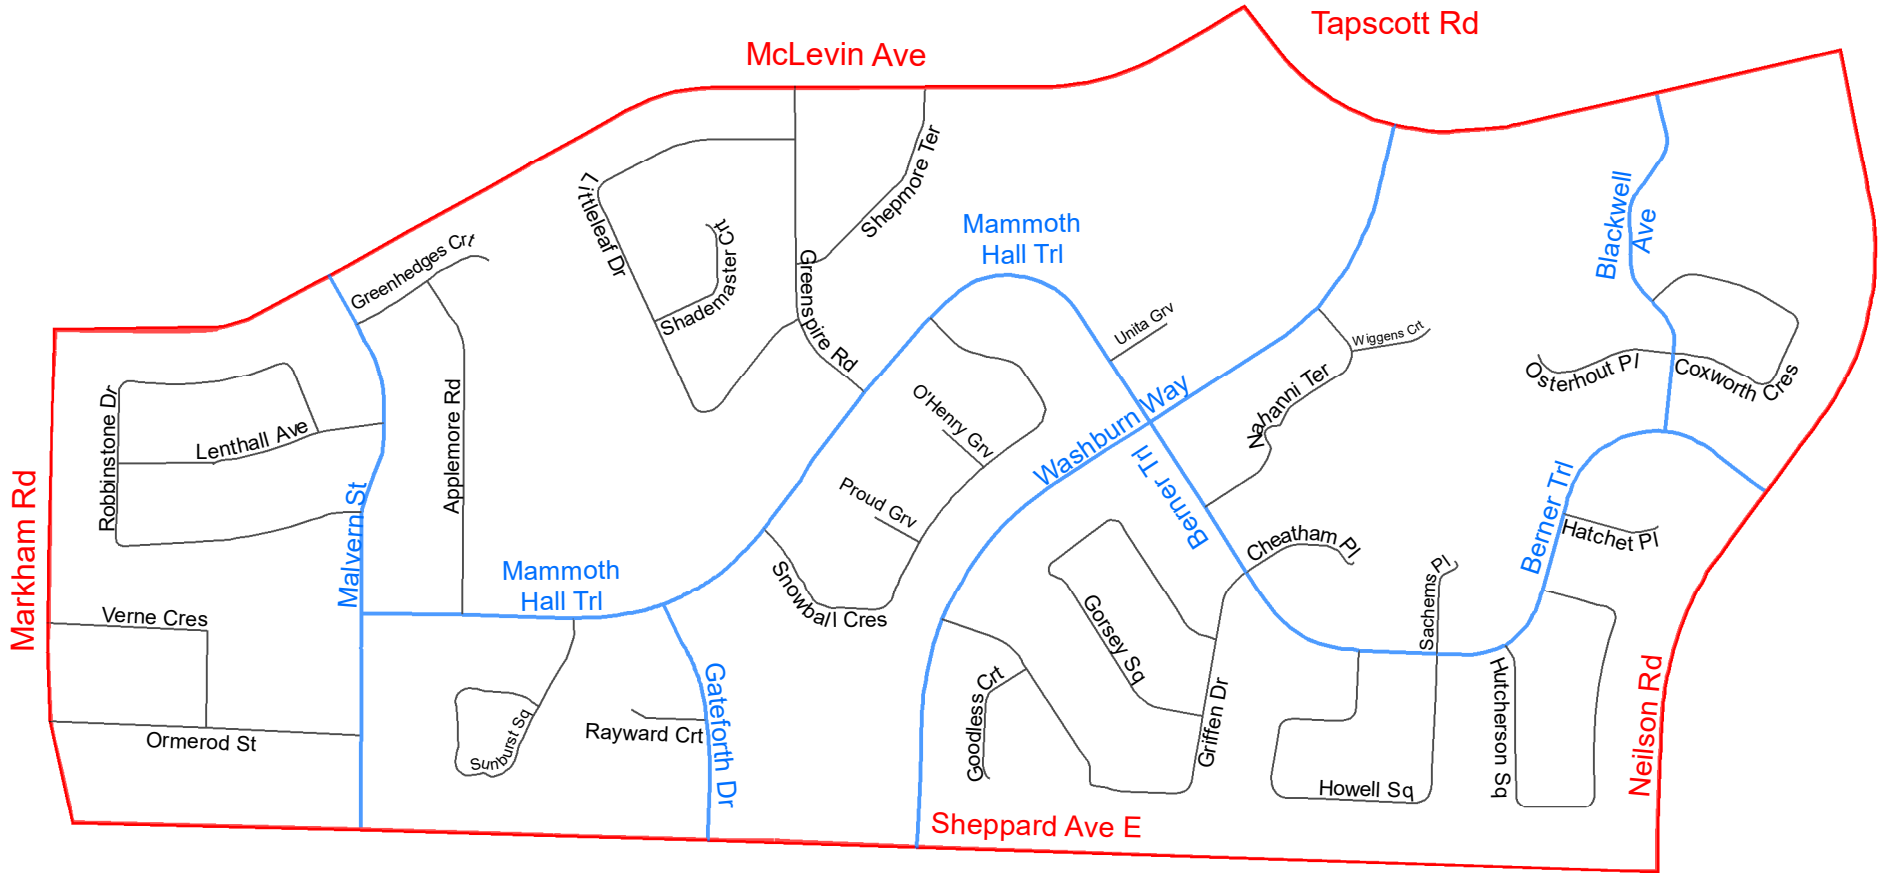 Tapscott Rd
McLevin Ave
Shepmore Ter
Littleleaf Dr
Blackwell
Ave
Mammoth
Hall Trl
Greenhedges Crt
Shademaster Crt
Greenspire Rd
Unita Grv
Wiggens Crt
Osterhout Pl
Coxworth Cres
Robbinstone Dr
Lenthall Ave
Applemore Rd
O'Henry Grv
Washburn Way
Nahanni Ter
Markham Rd
Malvern St
Proud Grv
Berner Trl
Berner Trl
Hatchet Pl
Cheatham Pl
Mammoth
Hall Trl
Snowball Cres
Sachems Pl
Verne Cres
Gorsey Sq
Goodless Crt
Griffen Dr
Hutcherson Sq
Neilson Rd
Gateforth Dr
Rayward Crt
Sunburst Sq
Ormerod St
Howell Sq
Sheppard Ave E